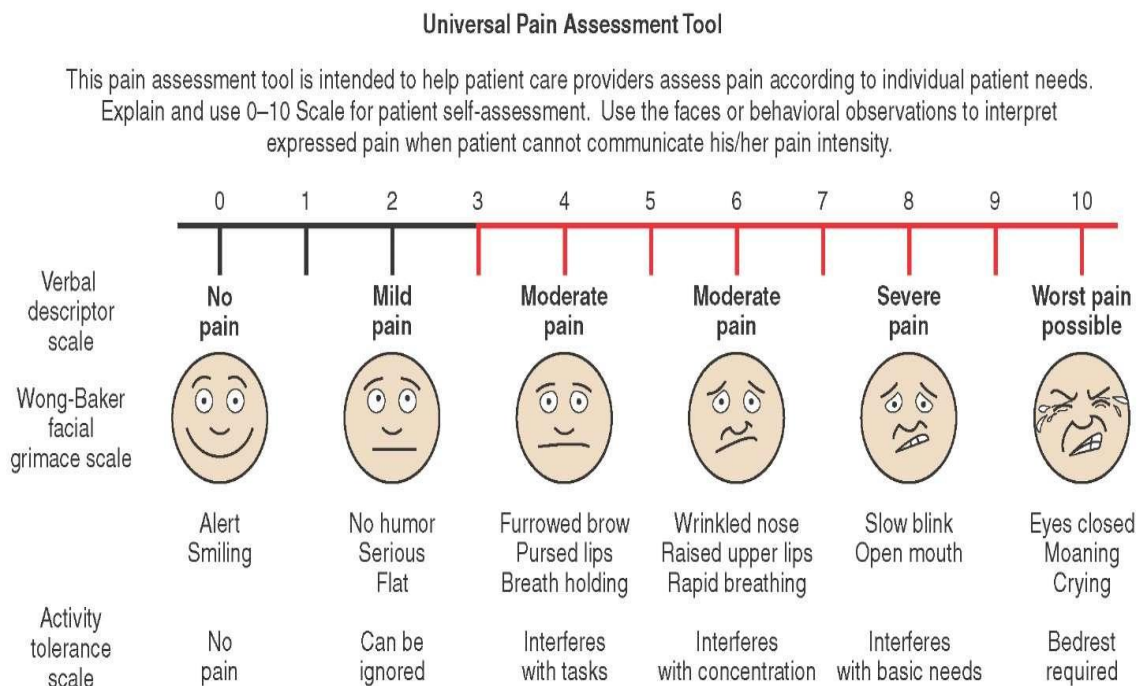 Universal Pain Assessment Tool
This pain assessment tool is intended to help patient care providers assess pain according to individual patient needs.
Explain and use 0–10 Scale for patient self-assessment. Use the faces or behavioral observations to interpret
expressed pain when patient cannot communicate his/her pain intensity.
0 1 2 3 4 5 6 7 8 9 10
Verbal
descriptor
scale
No
pain
Mild
pain
Moderate
pain
Moderate
pain
Severe
pain
Worst pain
possible
Wong-Baker
facial
grimace scale
Alert
Smiling
No humor
Serious
Flat
Furrowed brow
Pursed lips
Breath holding
Wrinkled nose
Raised upper lips
Rapid breathing
Slow blink
Open mouth
Eyes closed
Moaning
Crying
Activity
tolerance
scale
No
pain
Can be
ignored
Interferes
with tasks
Interferes
with concentration
Interferes
with basic needs
Bedrest
required